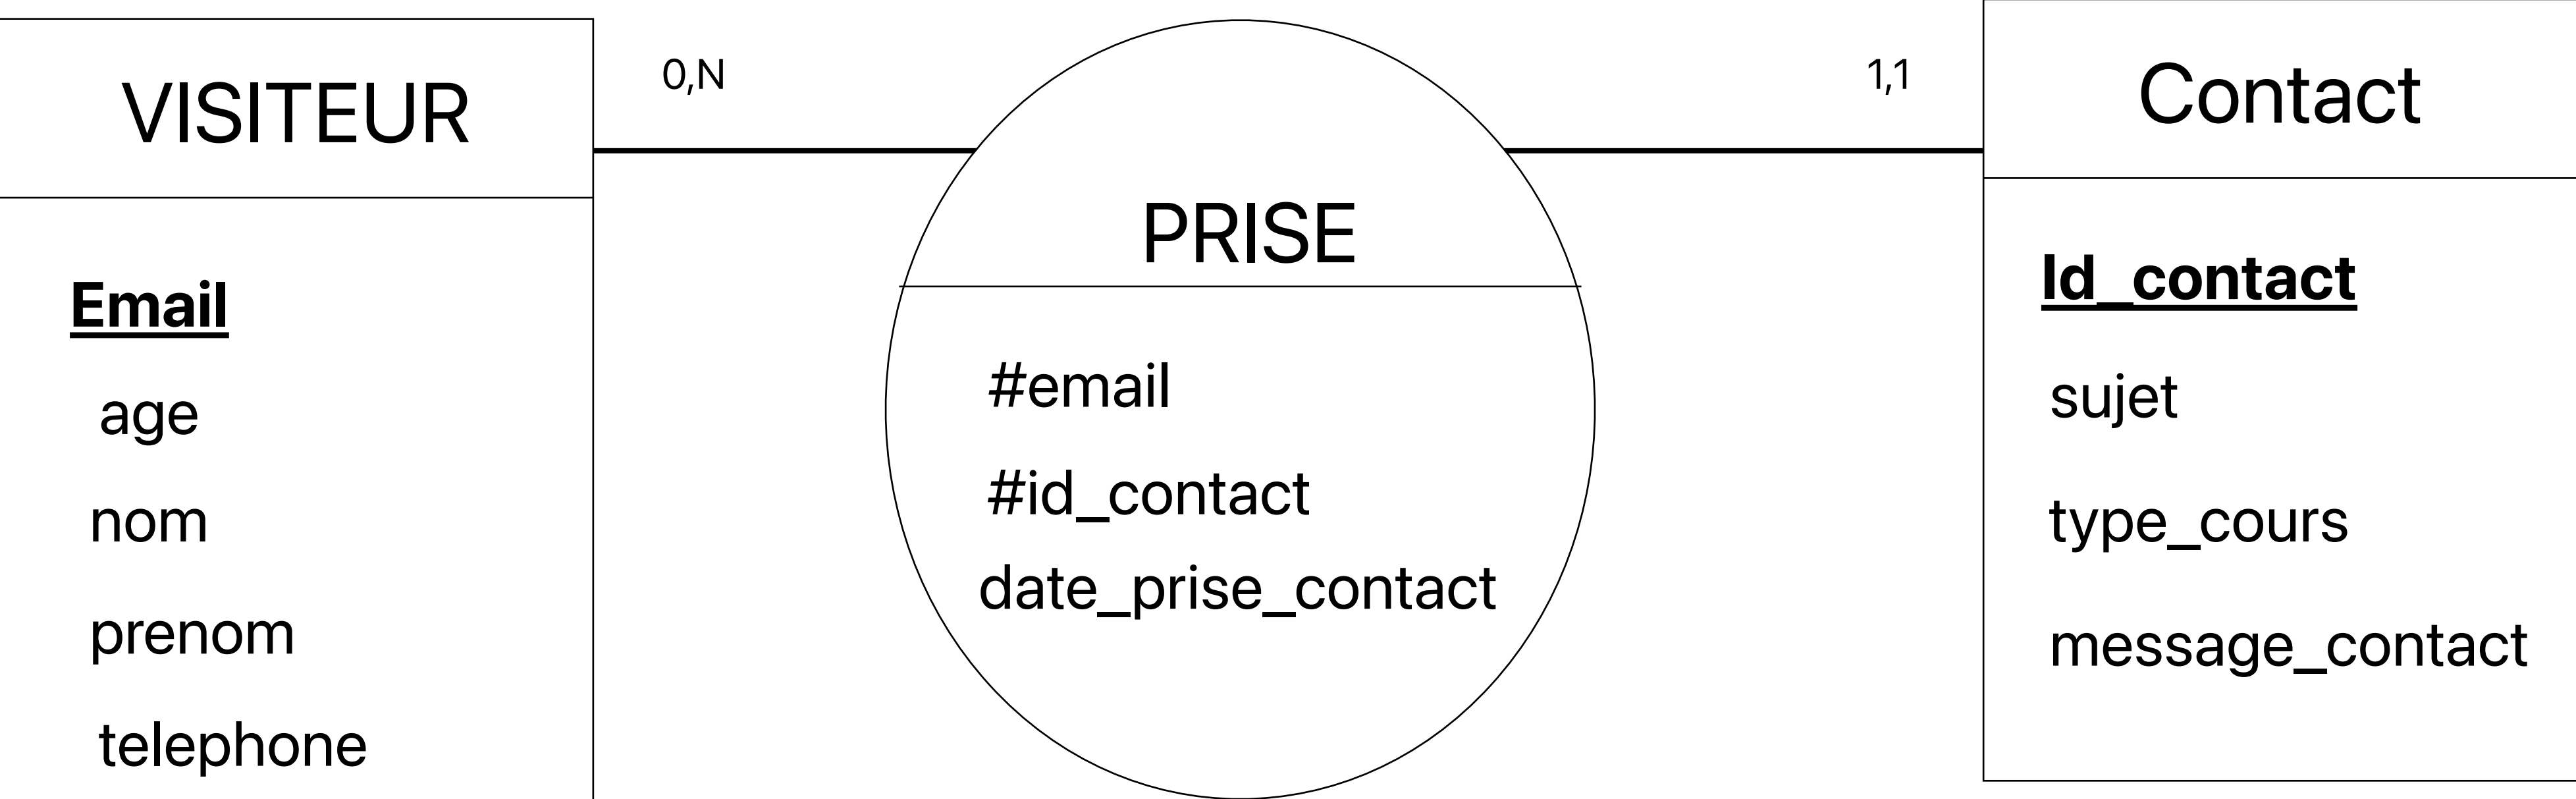 VISITEUR
Email
age
nom
prenom
telephone
0,N
PRISE
#email
#id_contact
date_prise_contact
1,1
Contact
Id_contact
sujet
type_cours
message_contact